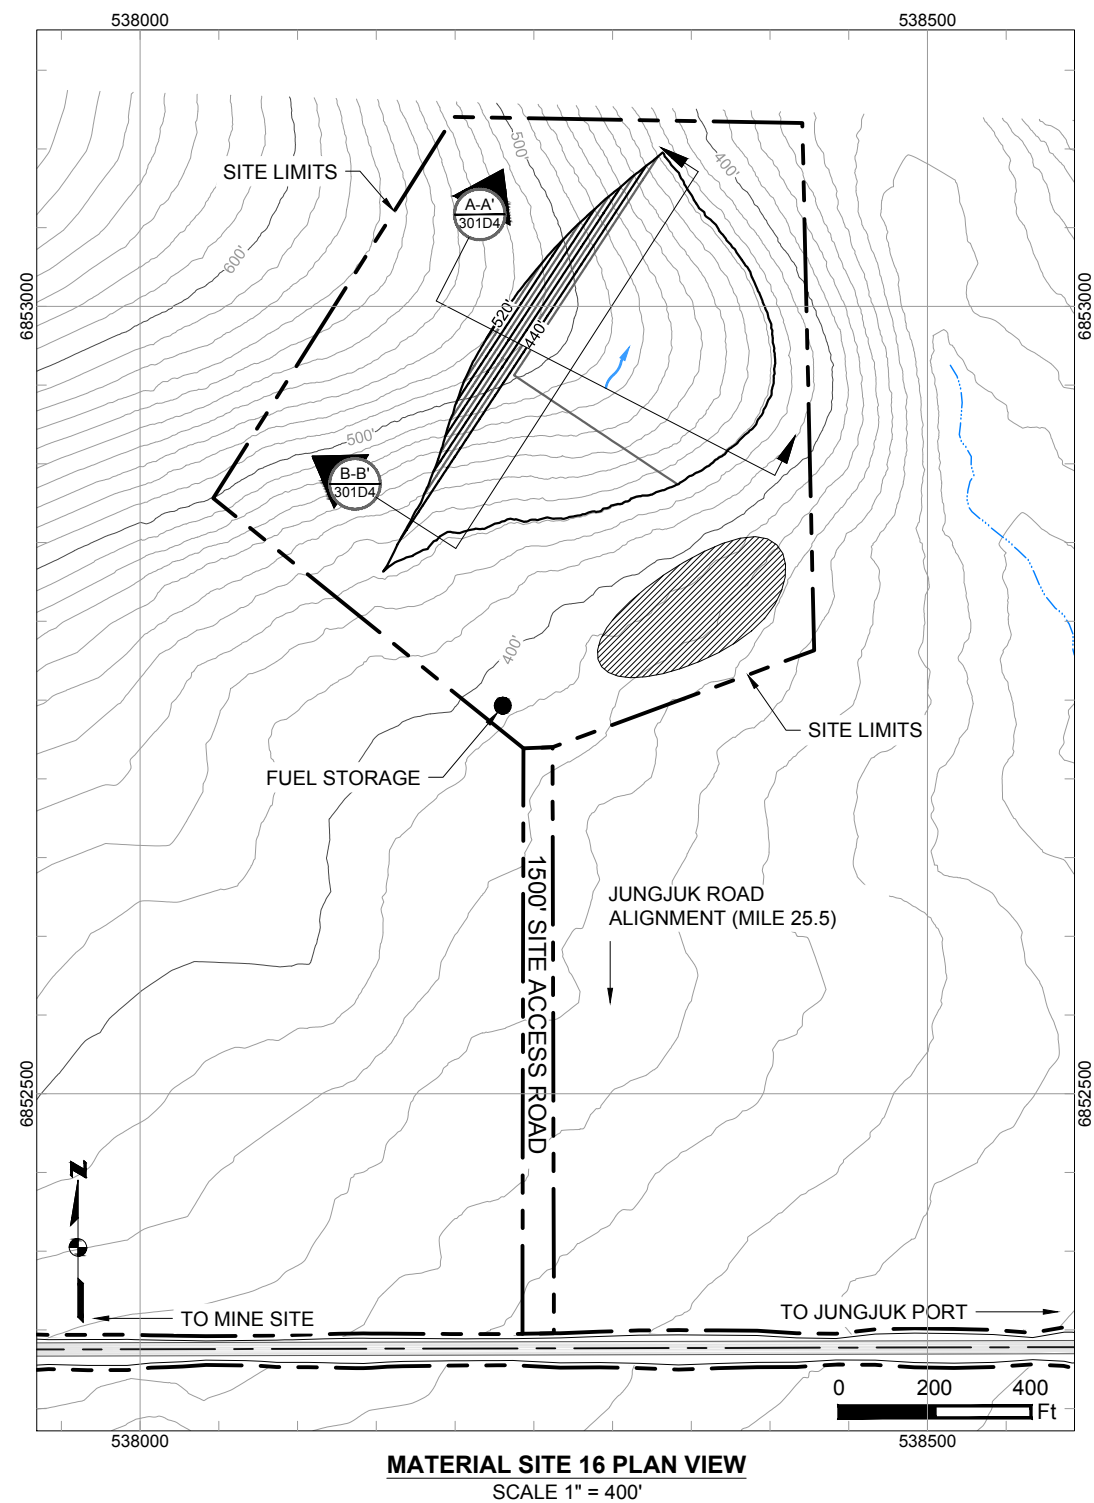 538000
538500
500'
400'
SITE LIMITS
A-A'
301D4
600'
6853000
6853000
520'
440'
500'
B-B'
301D4
400'
SITE LIMITS
FUEL STORAGE
1500' SITE ACCESS ROAD
JUNGJUK ROAD
ALIGNMENT (MILE 25.5)
6852500
6852500
N
TO MINE SITE
TO JUNGJUK PORT
0 200 400
Ft
538000
538500
MATERIAL SITE 16 PLAN VIEW
SCALE 1" = 400'